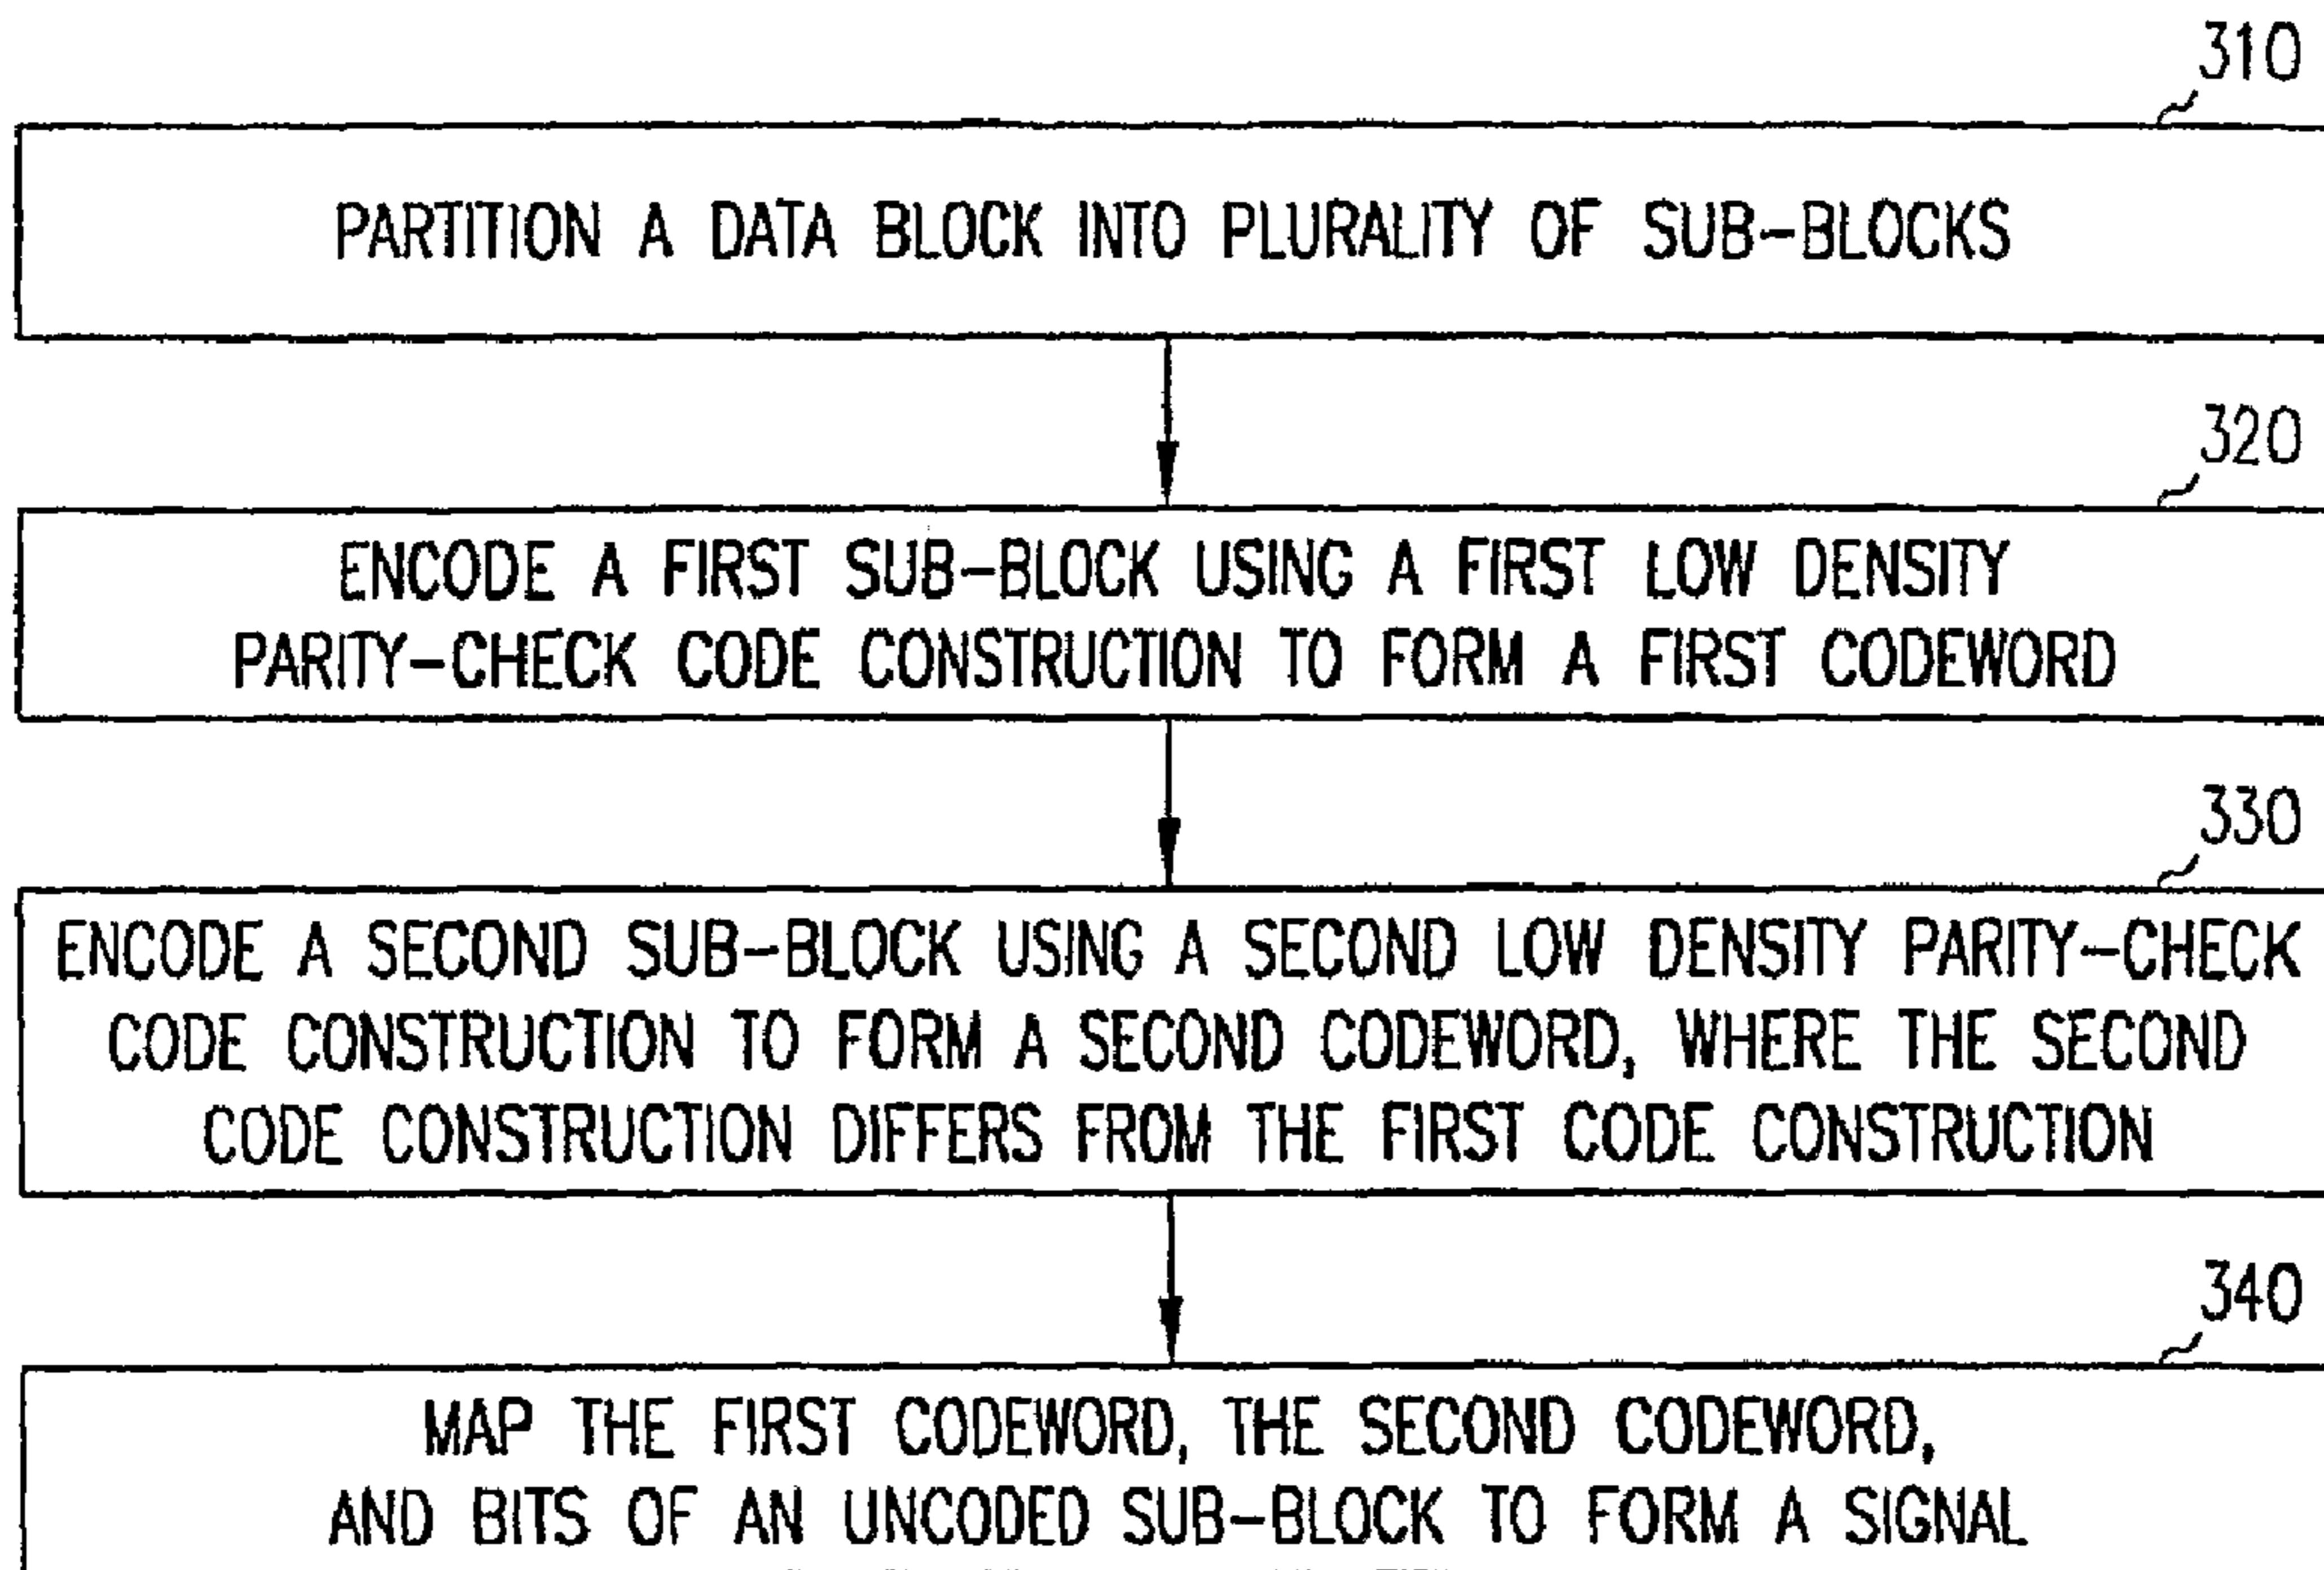 310
PARTITION A DATA BLOCK INTO PLURALITY OF SUB-BLOCKS
320
ENCODE A FIRST SUB-BLOCK USING A FIRST LOW DENSITY
PARITY-CHECK CODE CONSTRUCTION TO FORM A FIRST CODEWORD
330
ENCODE A SECOND SUB-BLOCK USING A SECOND LOW DENSITY PARITY-CHECK
CODE CONSTRUCTION TO FORM A SECOND CODEWORD, WHERE THE SECOND
CODE CONSTRUCTION DIFFERS FROM THE FIRST CODE CONSTRUCTION
340
MAP THE FIRST CODEWORD, THE SECOND CODEWORD,
AND BITS OF AN UNCODED SUB-BLOCK TO FORM A SIGNAL